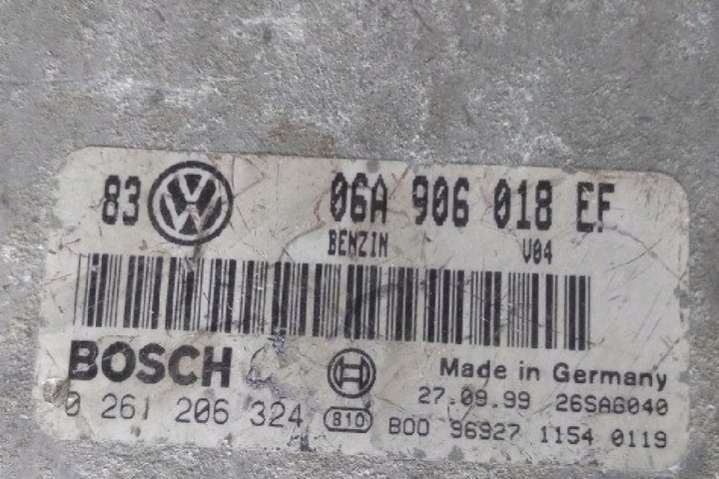 83 VW 06A 906 018 EF
BENZIN V04
BOSCH
Made in Germany
27.09.99 26SA6040
0 261 206 324 810 B00 96927 1154 0119